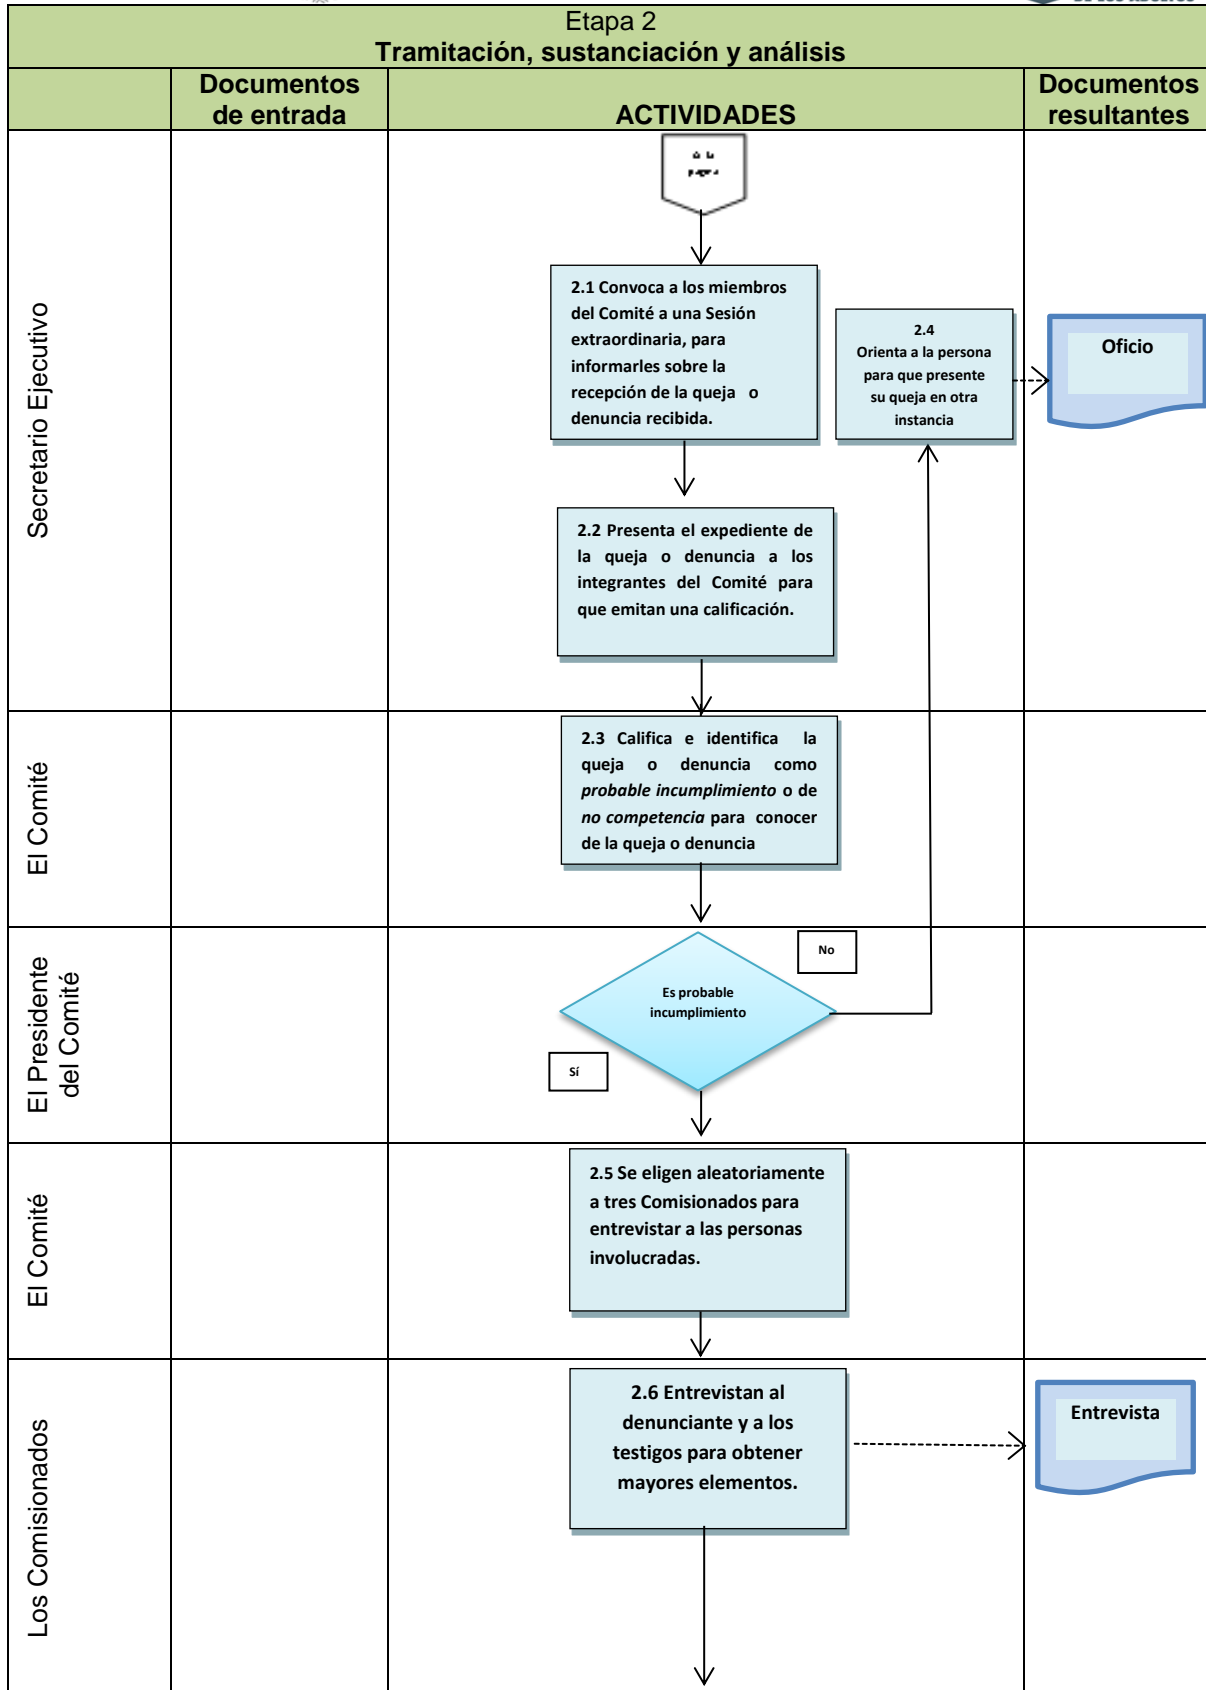 Etapa 2
Tramitación, sustanciación y análisis
Documentos
de entrada
ACTIVIDADES
Documentos
resultantes
Secretario Ejecutivo
2.1 Convoca a los miembros
del Comité a una Sesión
extraordinaria, para
informarles sobre la
recepción de la queja o
denuncia recibida.
2.4
Orienta a la persona
para que presente
su queja en otra
instancia
Oficio
2.2 Presenta el expediente de
la queja o denuncia a los
integrantes del Comité para
que emitan una calificación.
El Comité
2.3 Califica e identifica la
queja o denuncia como
probable incumplimiento o de
no competencia para conocer
de la queja o denuncia
El Presidente
del Comité
Es probable
incumplimiento
No
Sí
El Comité
2.5 Se eligen aleatoriamente
a tres Comisionados para
entrevistar a las personas
involucradas.
Los Comisionados
2.6 Entrevistan al
denunciante y a los
testigos para obtener
mayores elementos.
Entrevista